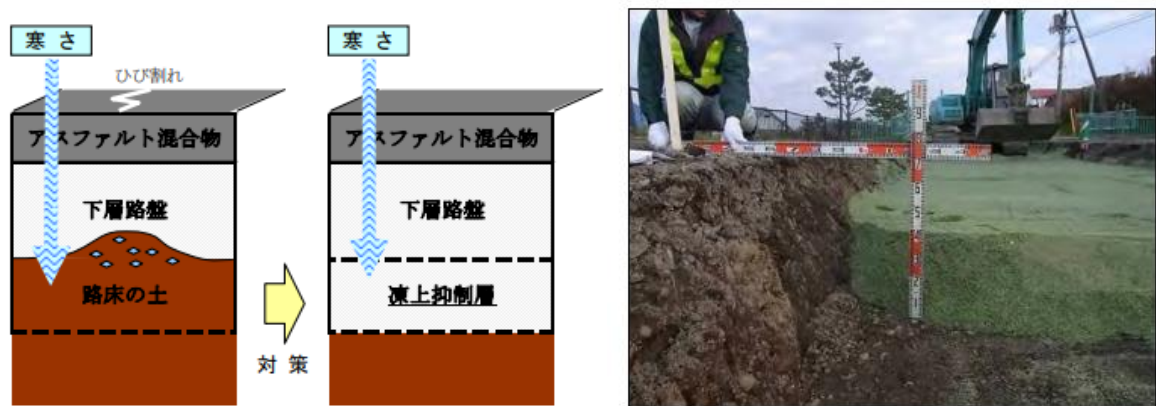 寒 さ
ひび割れ
アスファルト混合物
下層路盤
路床の土
対 策
寒 さ
アスファルト混合物
下層路盤
凍上抑制層